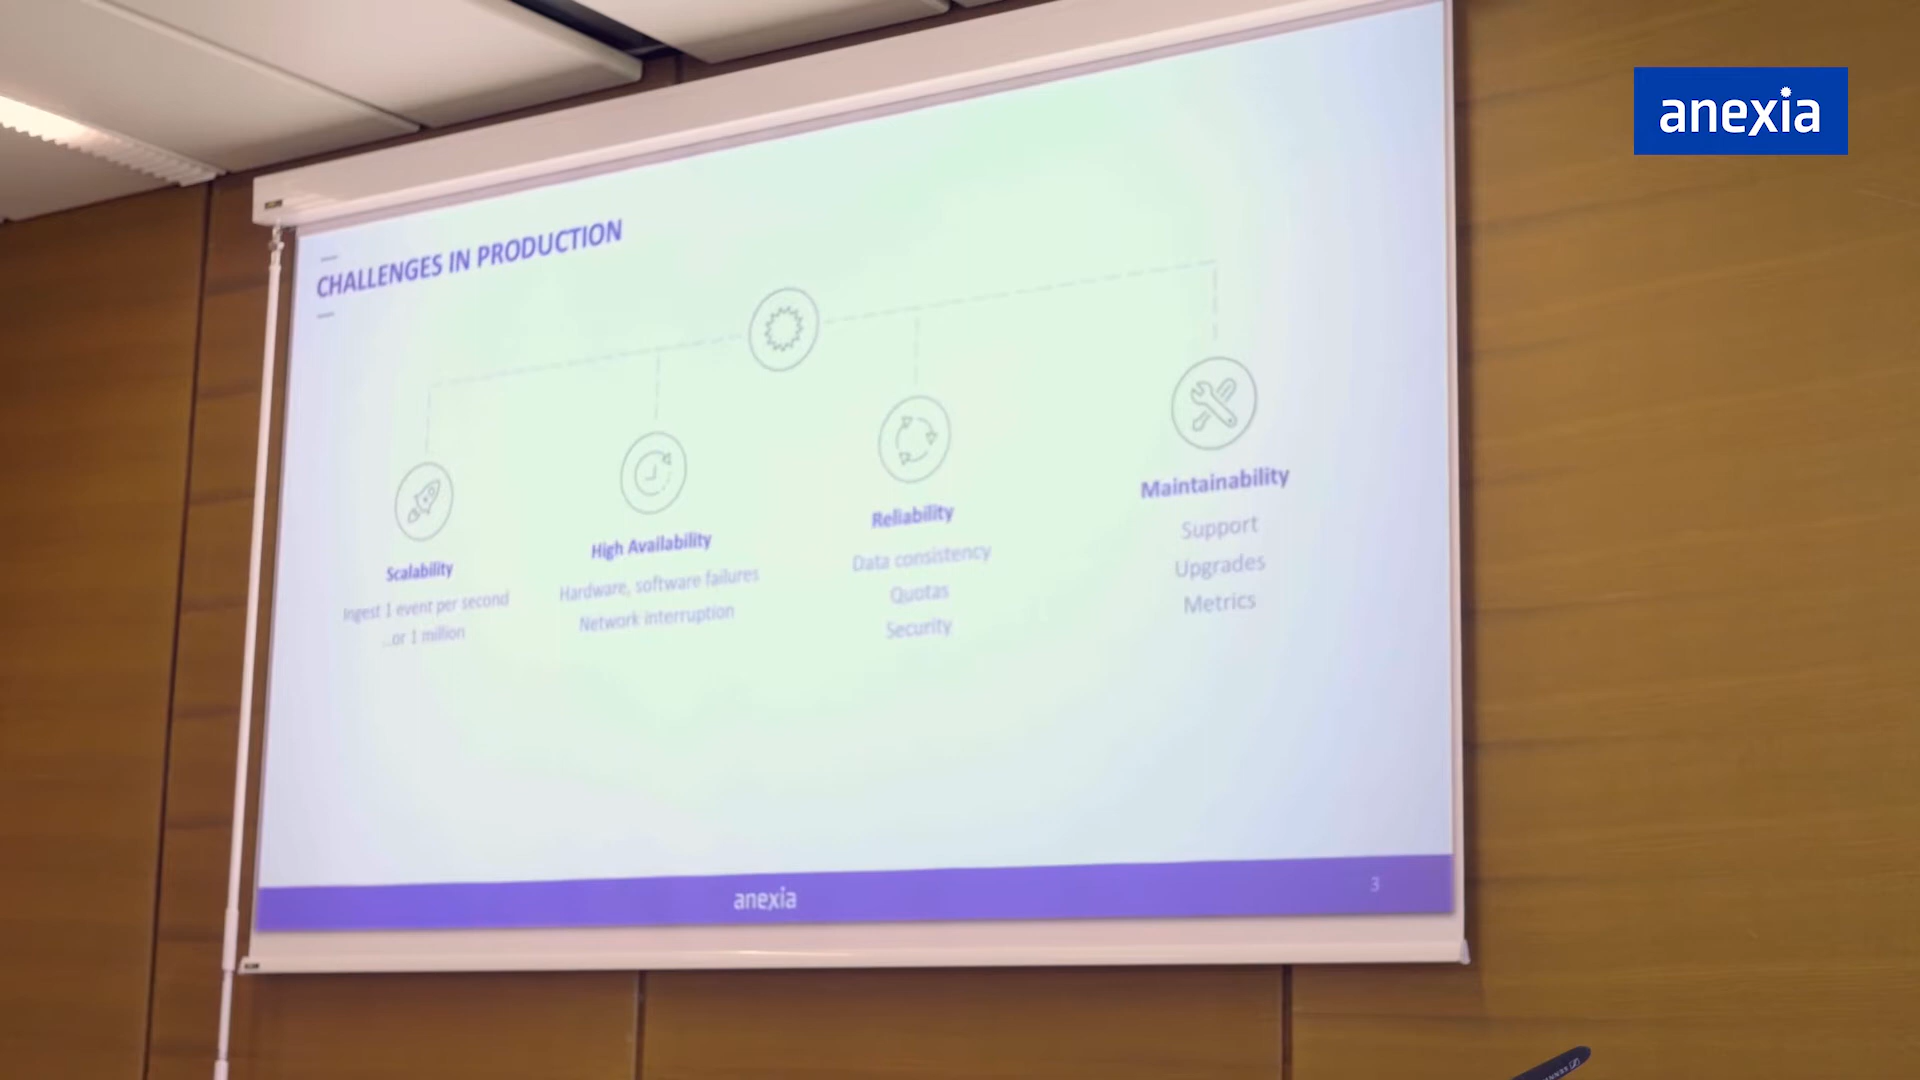 anexia
CHALLENGES IN PRODUCTION
Scalability
Ingest 1 event per second
...or 1 million
High Availability
Hardware, software failures
Network interruption
Reliability
Data consistency
Quotas
Security
Maintainability
Support
Upgrades
Metrics
anexia
3